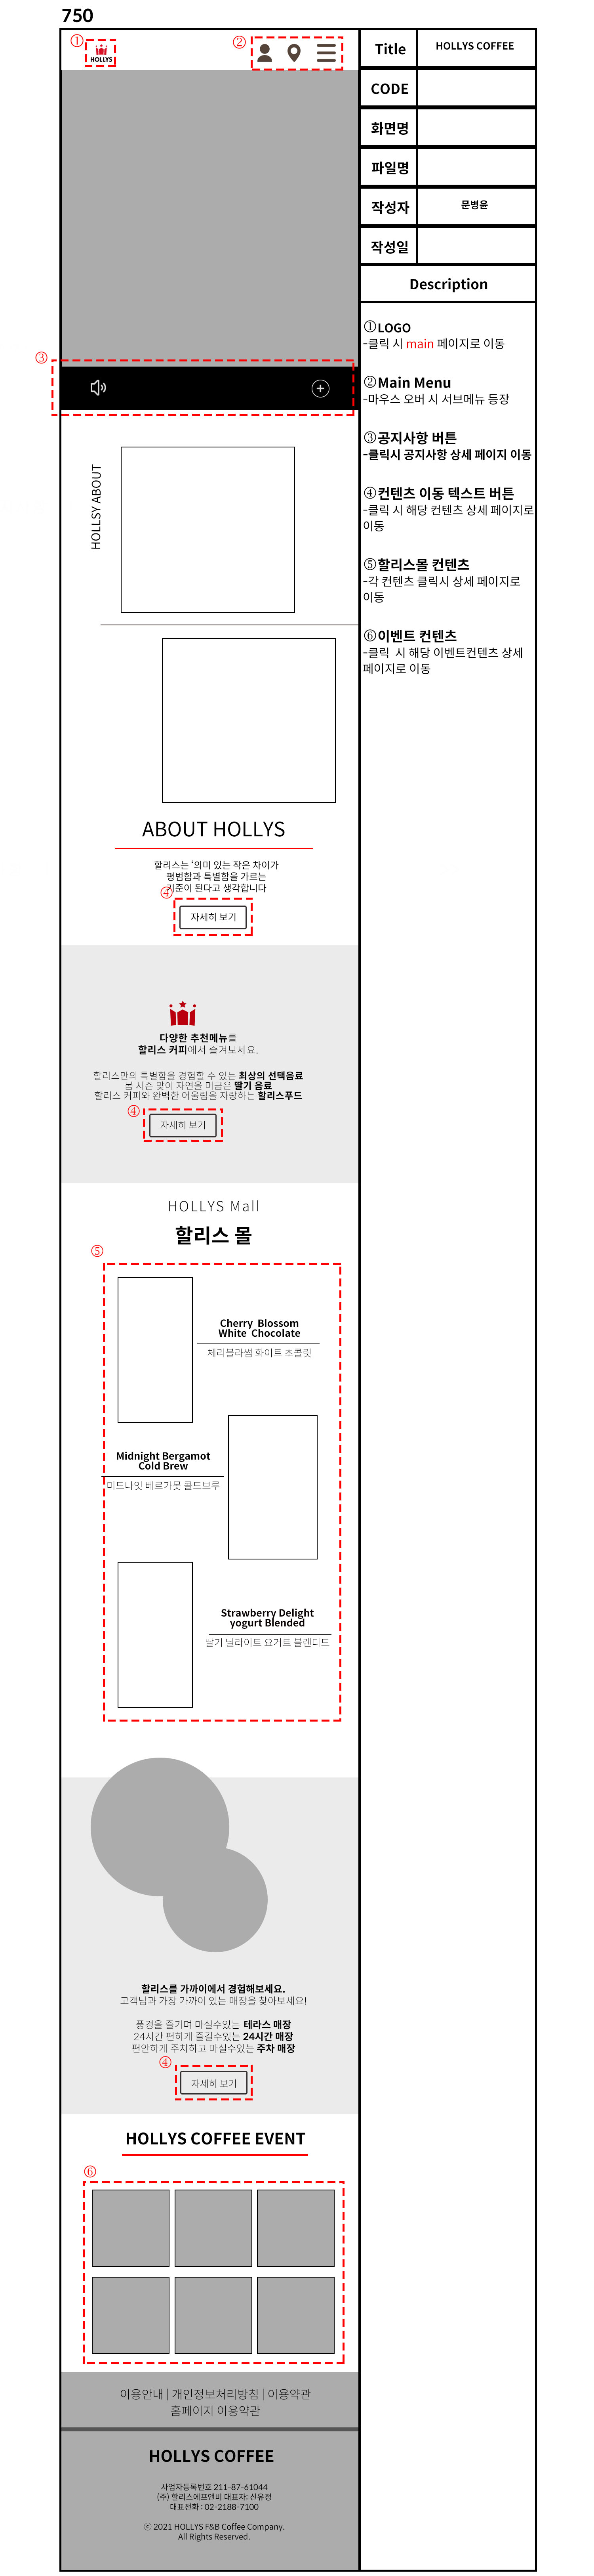 750
①
HOLLYS
②
Title
HOLLYS COFFEE
CODE
화면명
파일명
작성자
문병윤
작성일
Description
①LOGO
-클릭 시 main 페이지로 이동
②Main Menu
-마우스 오버 시 서브메뉴 등장
③공지사항 버튼
-클릭시 공지사항 상세 페이지 이동
④컨텐츠 이동 텍스트 버튼
-클릭 시 해당 컨텐츠 상세 페이지로
이동
⑤할리스몰 컨텐츠
-각 컨텐츠 클릭시 상세 페이지로
이동
⑥이벤트 컨텐츠
-클릭 시 해당 이벤트컨텐츠 상세
페이지로 이동
③
HOLLSY ABOUT
ABOUT HOLLYS
할리스는 ‘의미 있는 작은 차이가
평범함과 특별함을 가르는
기준이 된다고 생각합니다
④
자세히 보기
다양한 추천메뉴를
할리스 커피에서 즐겨보세요.
할리스만의 특별함을 경험할 수 있는 최상의 선택음료
봄 시즌 맞이 자연을 머금은 딸기 음료
할리스 커피와 완벽한 어울림을 자랑하는 할리스푸드
④
자세히 보기
HOLLYS Mall
할리스 몰
⑤
Cherry Blossom
White Chocolate
체리블라썸 화이트 초콜릿
Midnight Bergamot
Cold Brew
미드나잇 베르가못 콜드브루
Strawberry Delight
yogurt Blended
딸기 딜라이트 요거트 블렌디드
할리스를 가까이에서 경험해보세요.
고객님과 가장 가까이 있는 매장을 찾아보세요!
풍경을 즐기며 마실수있는 테라스 매장
24시간 편하게 즐길수있는 24시간 매장
편안하게 주차하고 마실수있는 주차 매장
④
자세히 보기
HOLLYS COFFEE EVENT
⑥
이용안내 | 개인정보처리방침 | 이용약관
홈페이지 이용약관
HOLLYS COFFEE
사업자등록번호 211-87-61044
(주) 할리스에프앤비 대표자: 신유정
대표전화 : 02-2188-7100
ⓒ 2021 HOLLYS F&B Coffee Company.
All Rights Reserved.